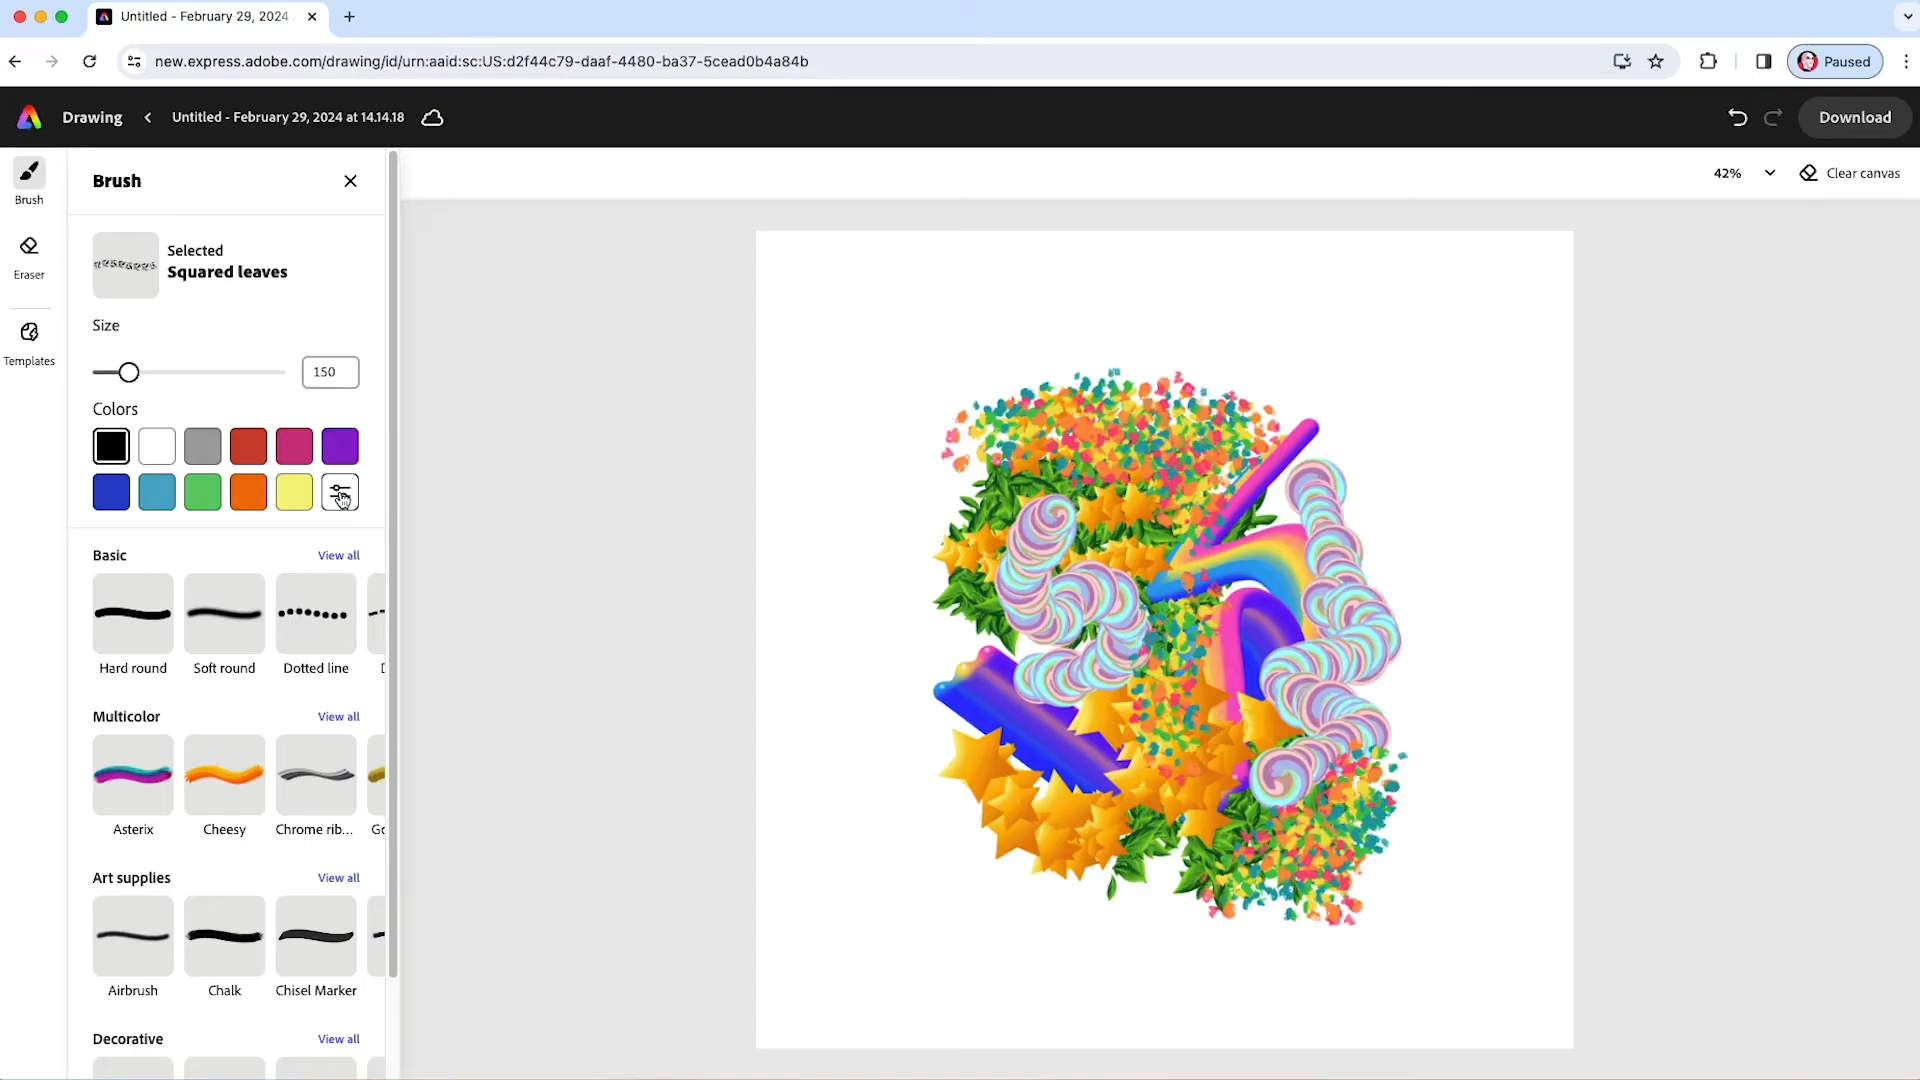 Untitled - February 29, 2024
new.express.adobe.com/drawing/id/urn:aaid:sc:US:d2f44c79-daaf-4480-ba37-5cead0b4a84b
Paused
Drawing
Untitled - February 29, 2024 at 14.14.18
Download
Brush
42%
Clear canvas
Brush
Selected
Squared leaves
Eraser
Size
Templates
150
Colors
Basic
View all
Hard round
Soft round
Dotted line
Multicolor
View all
Asterix
Cheesy
Chrome rib...
Art supplies
View all
Airbrush
Chalk
Chisel Marker
Decorative
View all